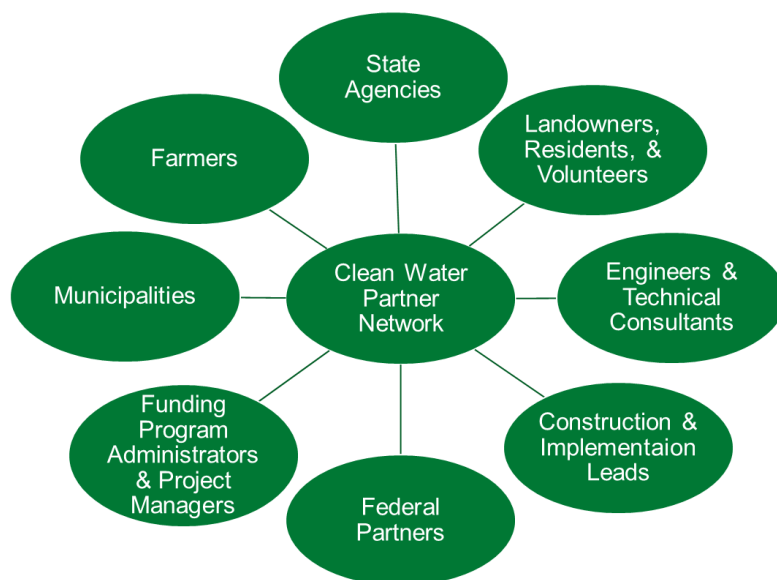 State
Agencies
Landowners,
Residents, &
Volunteers
Farmers
Clean Water
Partner
Network
Engineers &
Technical
Consultants
Municipalities
Construction &
Implementaion
Leads
Funding
Program
Administrators
& Project
Managers
Federal
Partners